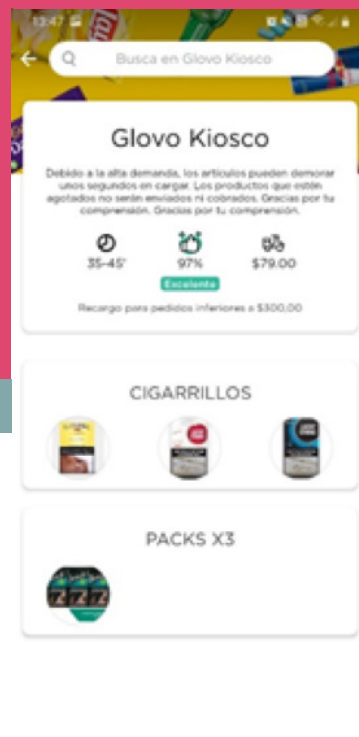 13:47
Busca en Glovo Kiosco
Glovo Kiosco
Debido a la alta demanda, los artículos pueden demorar
unos segundos en cargar. Los productos que estén
agotados no serán enviados ni cobrados. Gracias por tu
comprensión. Gracias por tu comprensión.
35-45'
97%
$79.00
Excelente
Recargo para pedidos inferiores a $300,00
CIGARRILLOS
PACKS X3